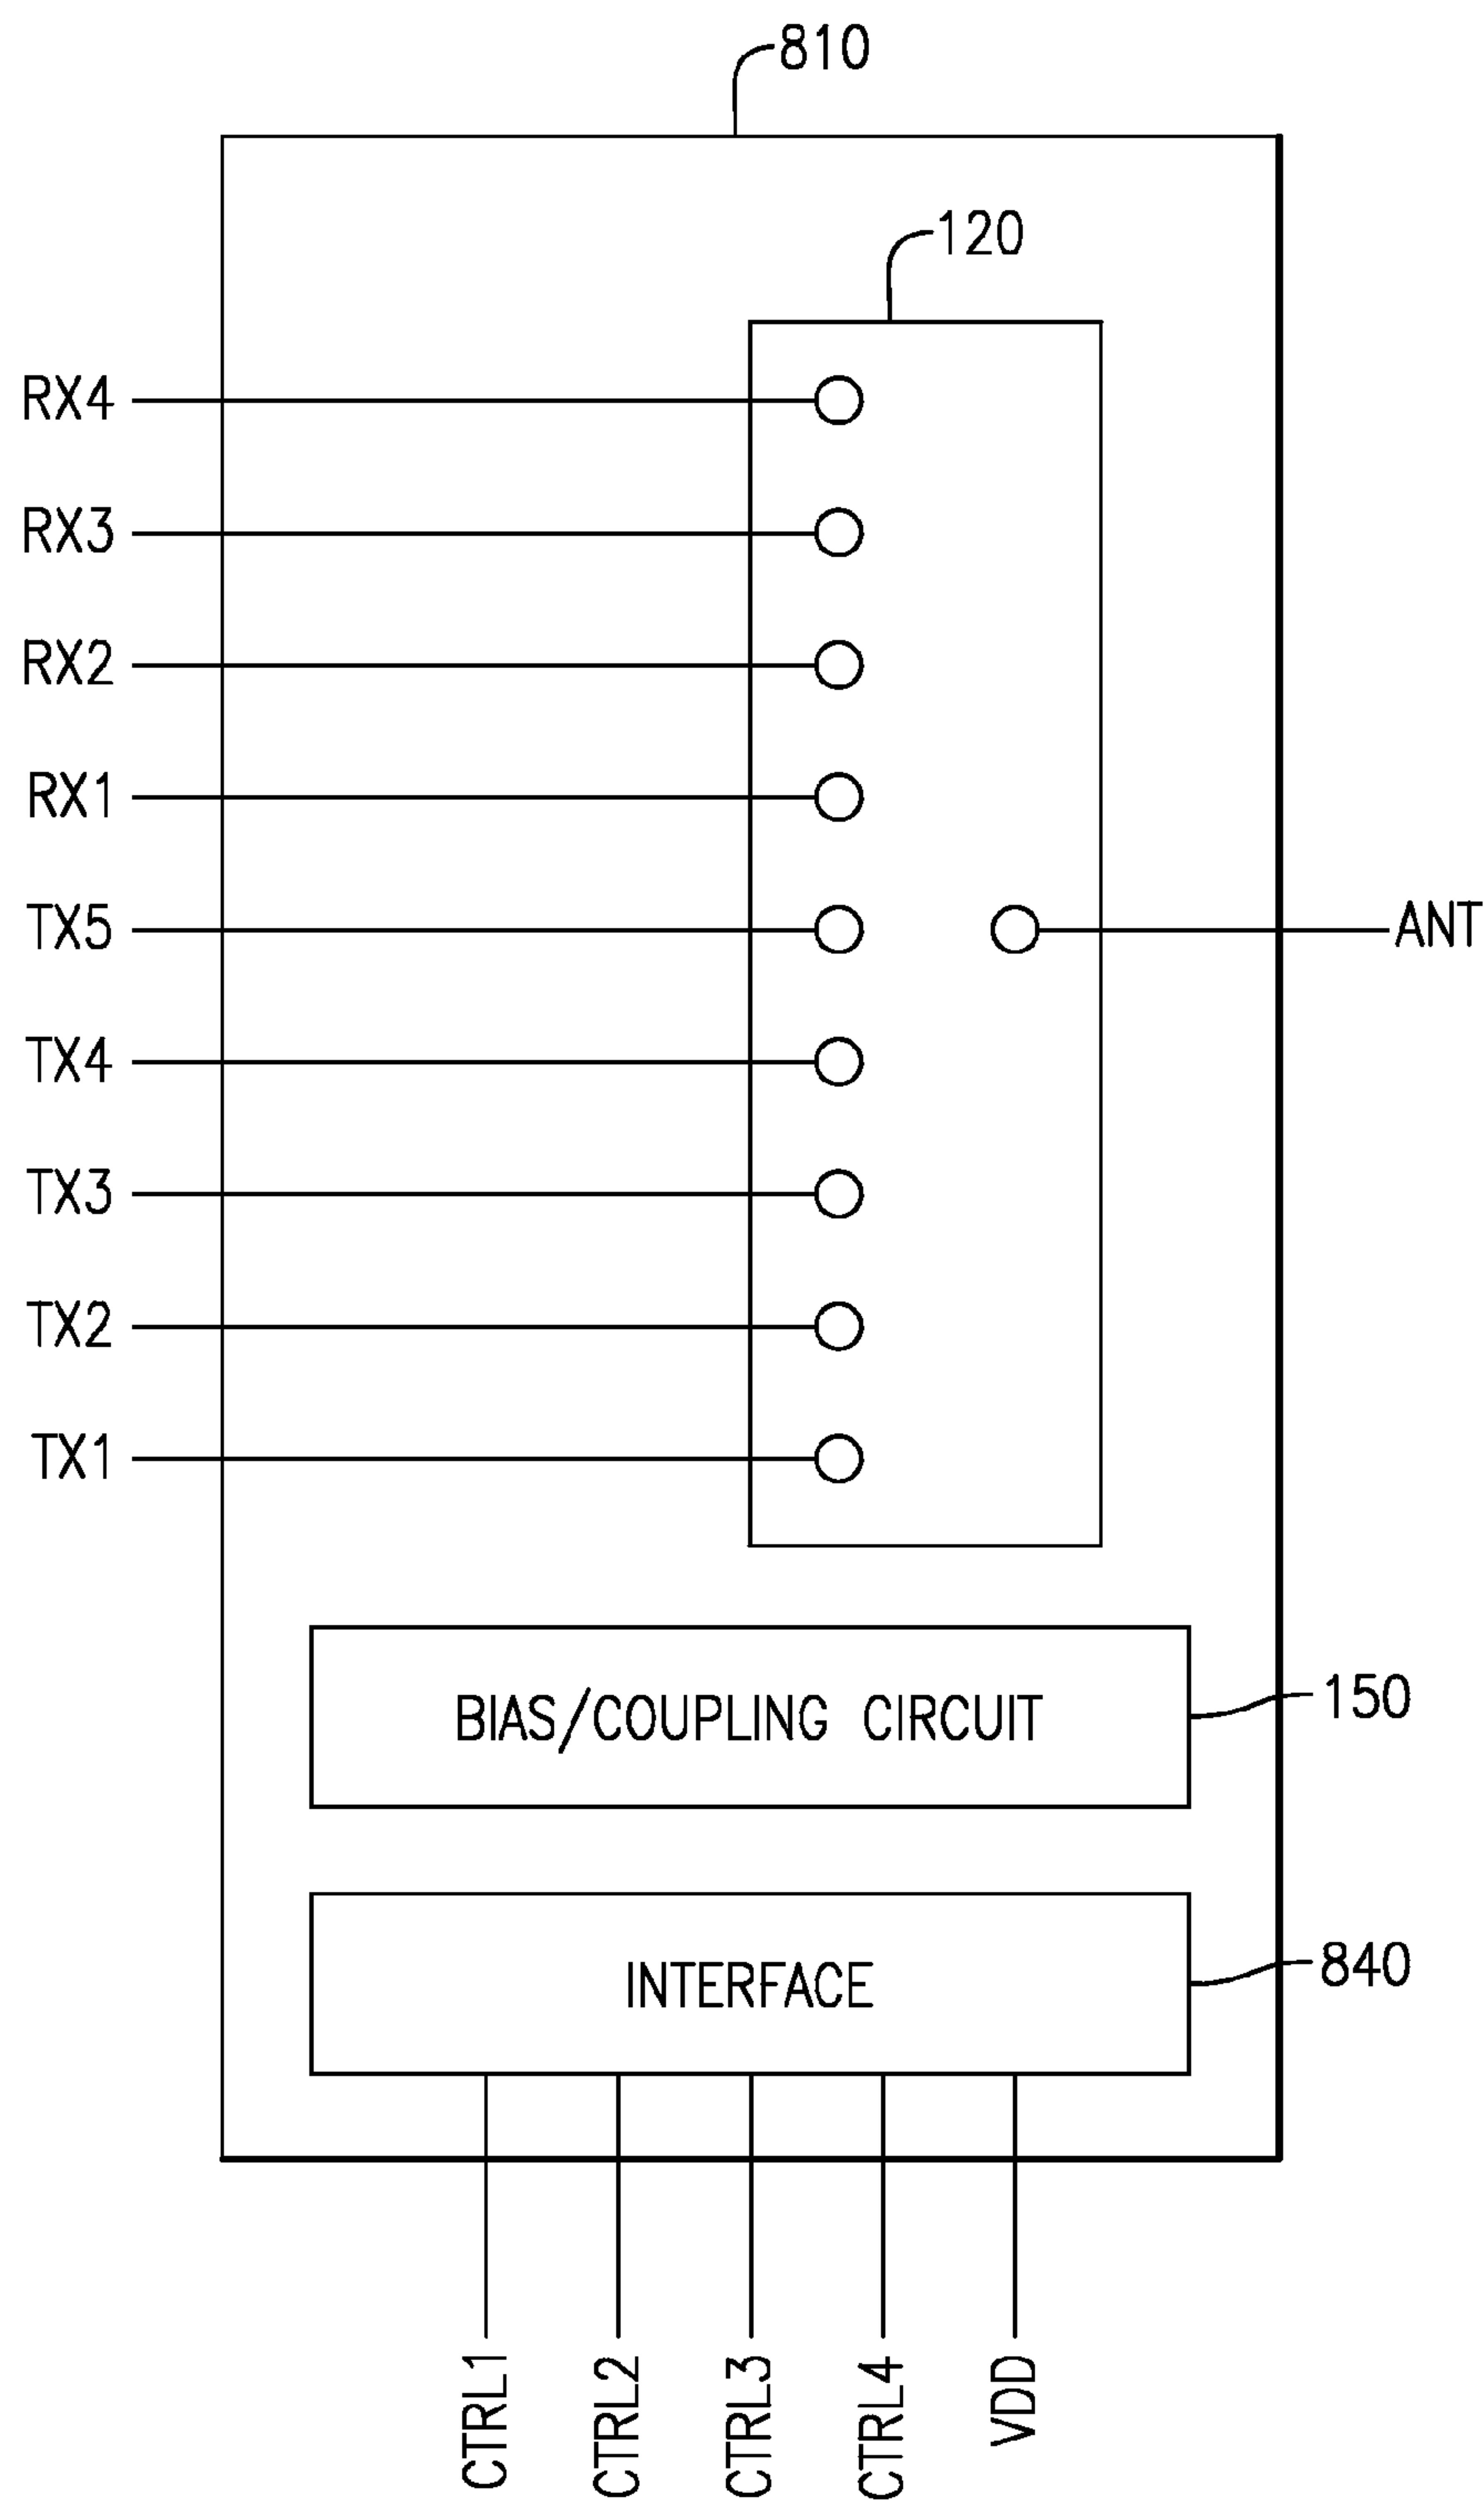 810
120
RX4
RX3
RX2
RX1
TX5
ANT
TX4
TX3
TX2
TX1
BIAS/COUPLING CIRCUIT
150
INTERFACE
840
CTRL1
CTRL2
CTRL3
CTRL4
VDD